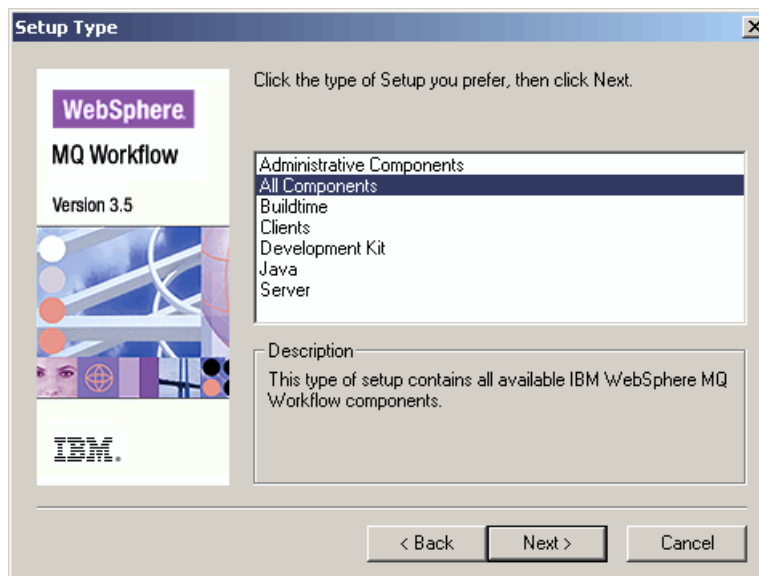 Setup Type
WebSphere.
MQ Workflow
Version 3.5
IBM.
Click the type of Setup you prefer, then click Next.
Administrative Components
All Components
Buildtime
Clients
Development Kit
Java
Server
Description
This type of setup contains all available IBM WebSphere MQ
Workflow components.
< Back
Next >
Cancel